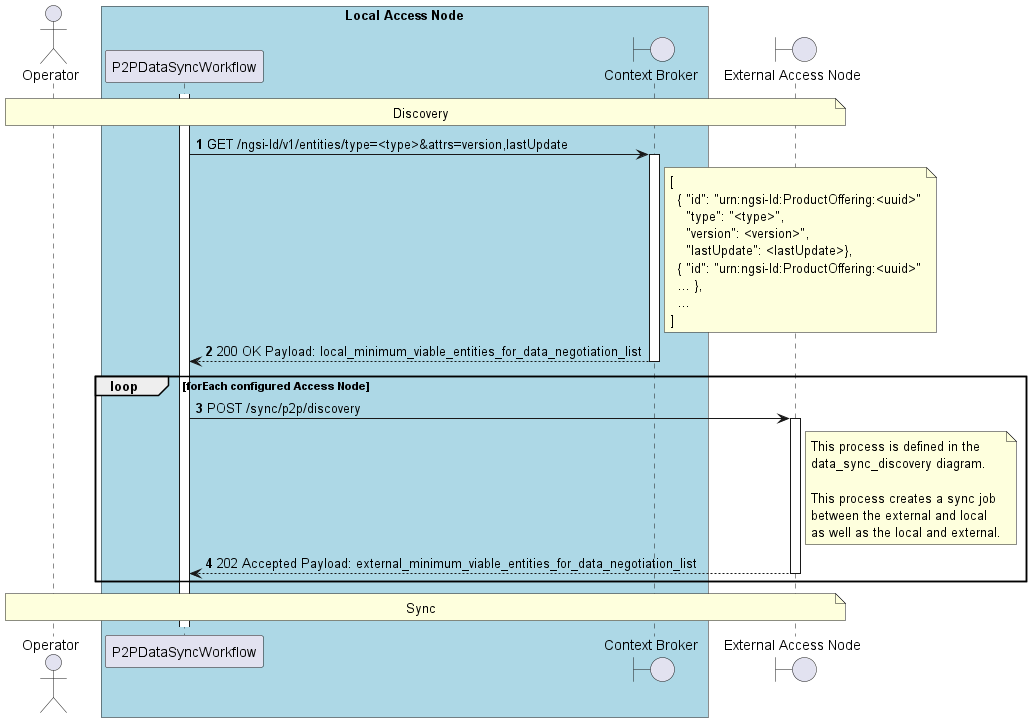 Local Access Node
Operator
P2PDataSyncWorkflow
Context Broker
External Access Node
Discovery
1 GET /ngsi-ld/v1/entities/type=<type>&attrs=version,lastUpdate
[
{ "id": "urn:ngsi-ld:ProductOffering:<uuid>"
"type": "<type>",
"version": <version>",
"lastUpdate": <lastUpdate>},
{ "id": "urn:ngsi-ld:ProductOffering:<uuid>"
... },
...
]
2 200 OK Payload: local_minimum_viable_entities_for_data_negotiation_list
loop [forEach configured Access Node]
3 POST /sync/p2p/discovery
This process is defined in the
data_sync_discovery diagram.
This process creates a sync job
between the external and local
as well as the local and external.
4 202 Accepted Payload: external_minimum_viable_entities_for_data_negotiation_list
Sync
Operator
P2PDataSyncWorkflow
Context Broker
External Access Node